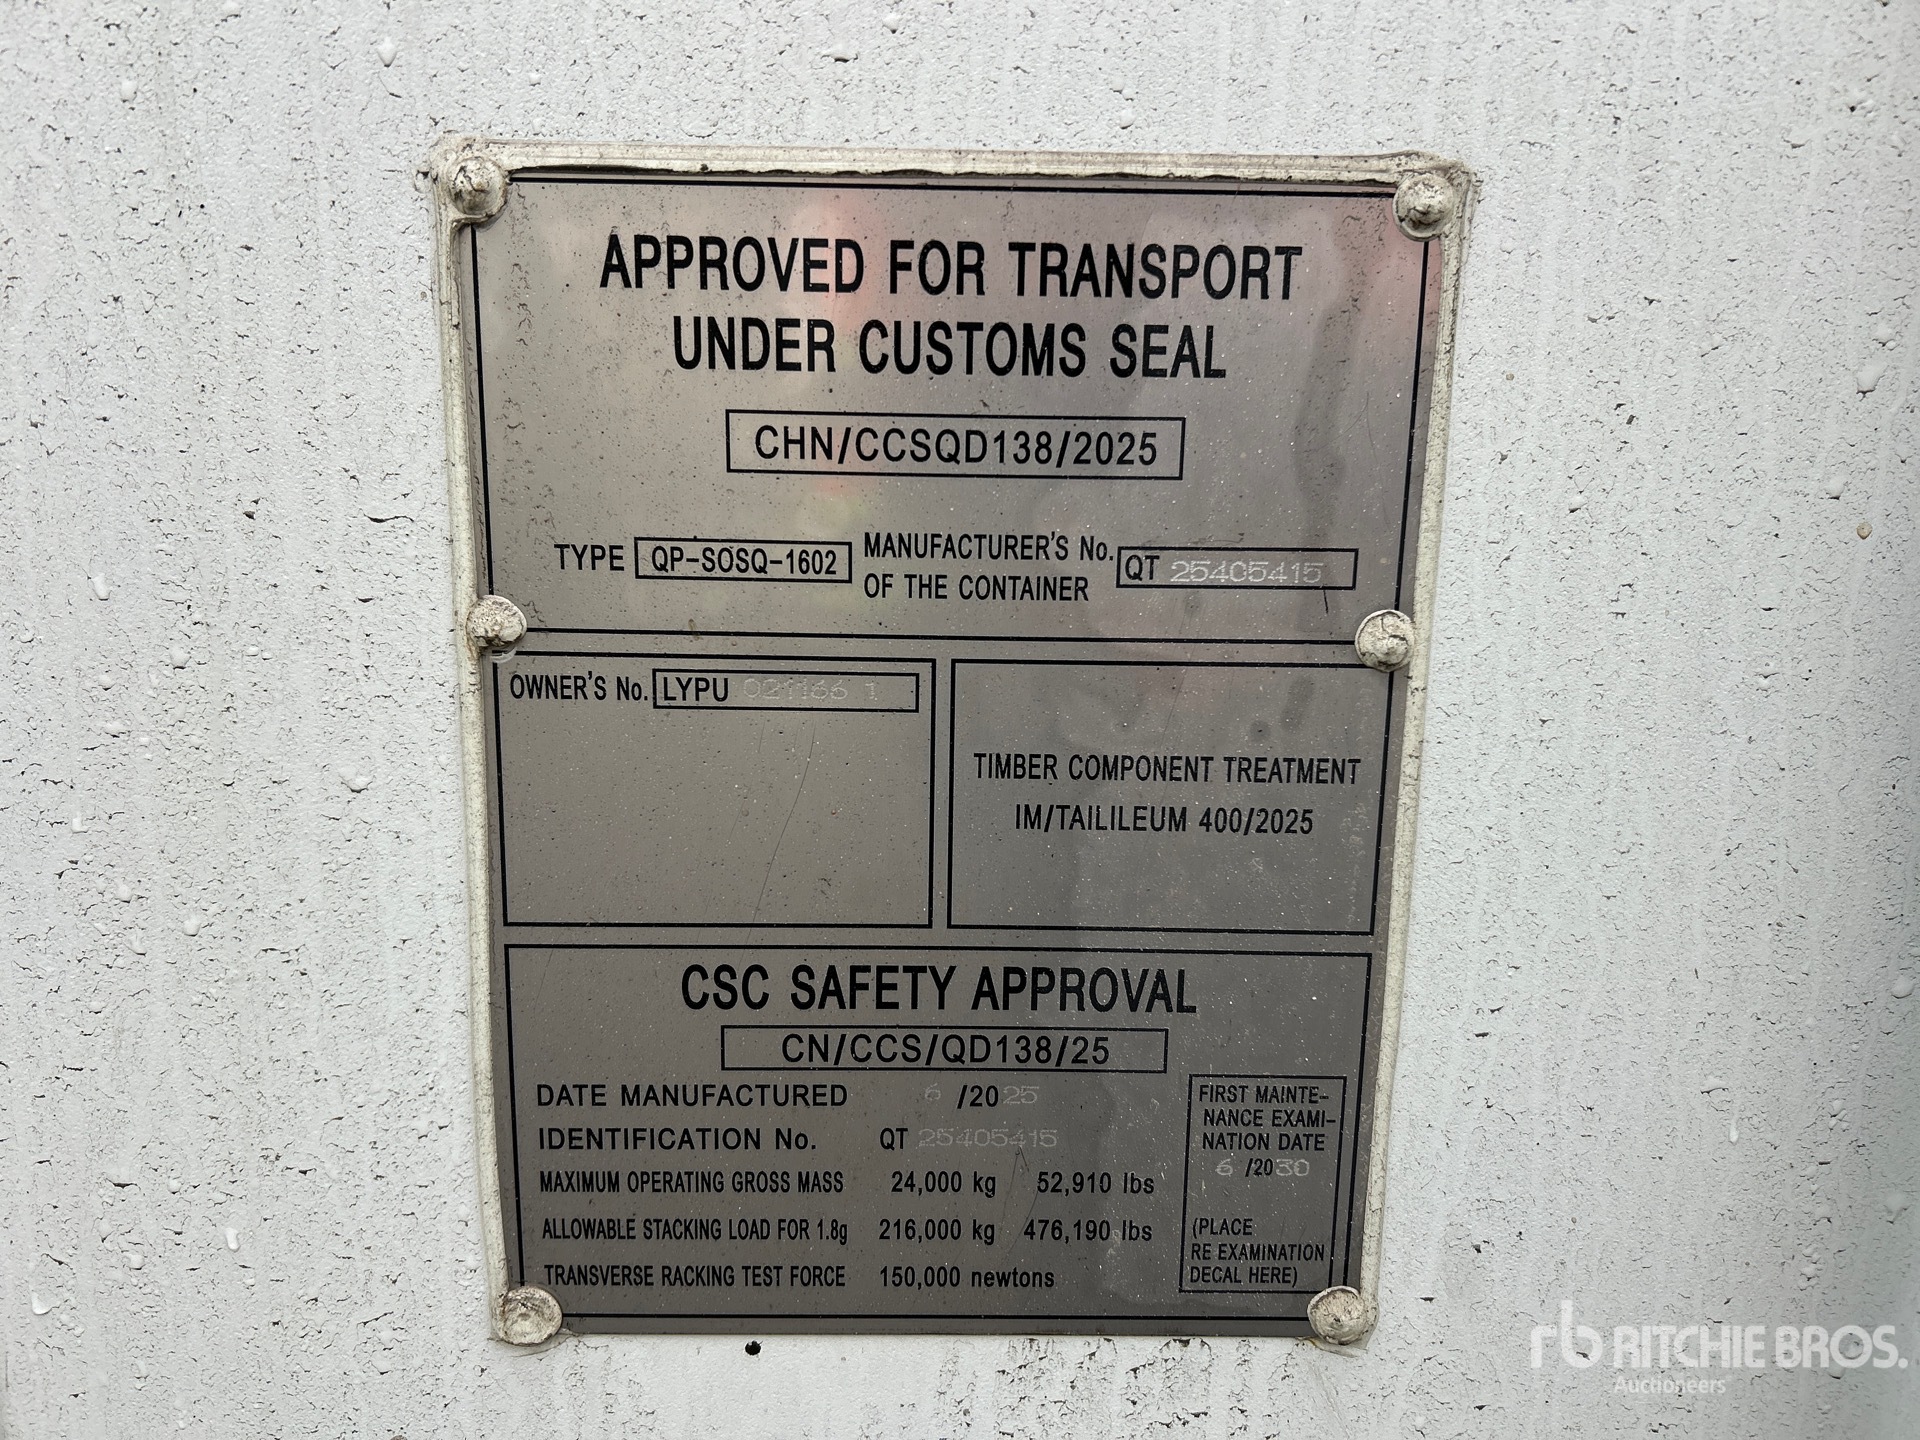 APPROVED FOR TRANSPORT
UNDER CUSTOMS SEAL
CHN/CCSQD138/2025
TYPE QP-SOSQ-1602 MANUFACTURER'S No. OF THE CONTAINER QT 25405415
OWNER'S No. LYPU 021166 1
TIMBER COMPONENT TREATMENT
IM/TAILILEUM 400/2025
CSC SAFETY APPROVAL
CN/CCS/QD138/25
DATE MANUFACTURED 6 /2025
IDENTIFICATION No. QT 25405415
MAXIMUM OPERATING GROSS MASS 24,000 kg 52,910 lbs
ALLOWABLE STACKING LOAD FOR 1.8g 216,000 kg 476,190 lbs
TRANSVERSE RACKING TEST FORCE 150,000 newtons
FIRST MAINTE-
NANCE EXAMI-
NATION DATE
6 /2030
(PLACE
RE EXAMINATION
DECAL HERE)
rb RITCHIE BROS.
Auctioneers